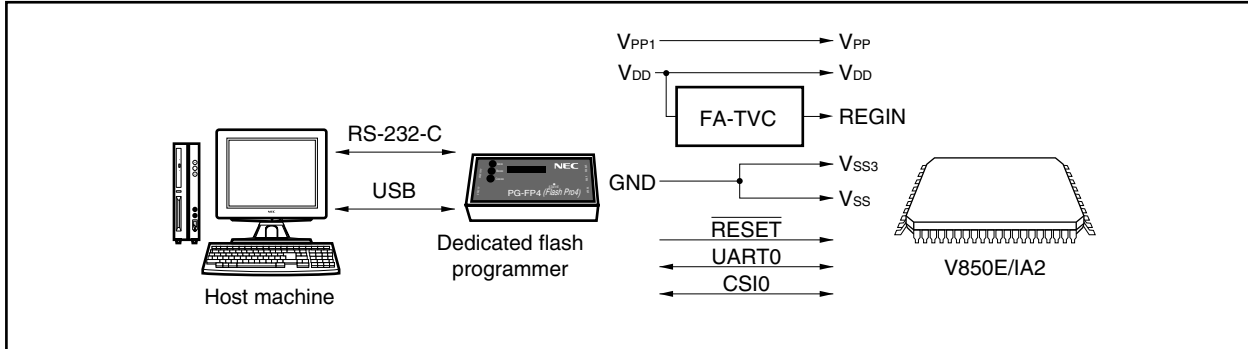 RS-232-C
USB
Host machine
NEC
PG-FP4 (Flash Pro4)
Dedicated flash
programmer
VPP1
VPP
VDD
VDD
FA-TVC
REGIN
GND
VSS3
VSS
RESET
UART0
CSI0
V850E/IA2